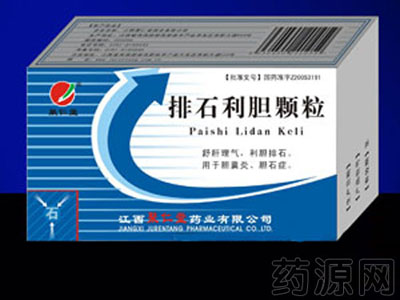 【批准文号】国药准字Z20053191
聚仁堂
排石利胆颗粒
Paishi Lidan Keli
舒肝理气、利胆排石。
用于胆囊炎、胆石症。
石
江西聚仁堂药业有限公司
JIANGXI JURENTANG PHARMACEUTICAL CO.,LTD.
药源网